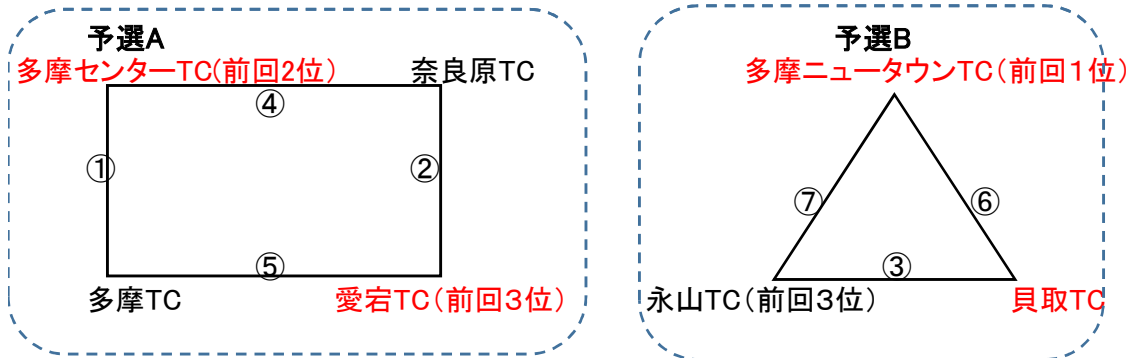 予選A
多摩センターTC(前回2位)
奈良原TC
④
①
②
⑤
多摩TC
愛宕TC(前回3位)
予選B
多摩ニュータウンTC(前回1位)
⑦
⑥
③
永山TC(前回3位)
貝取TC